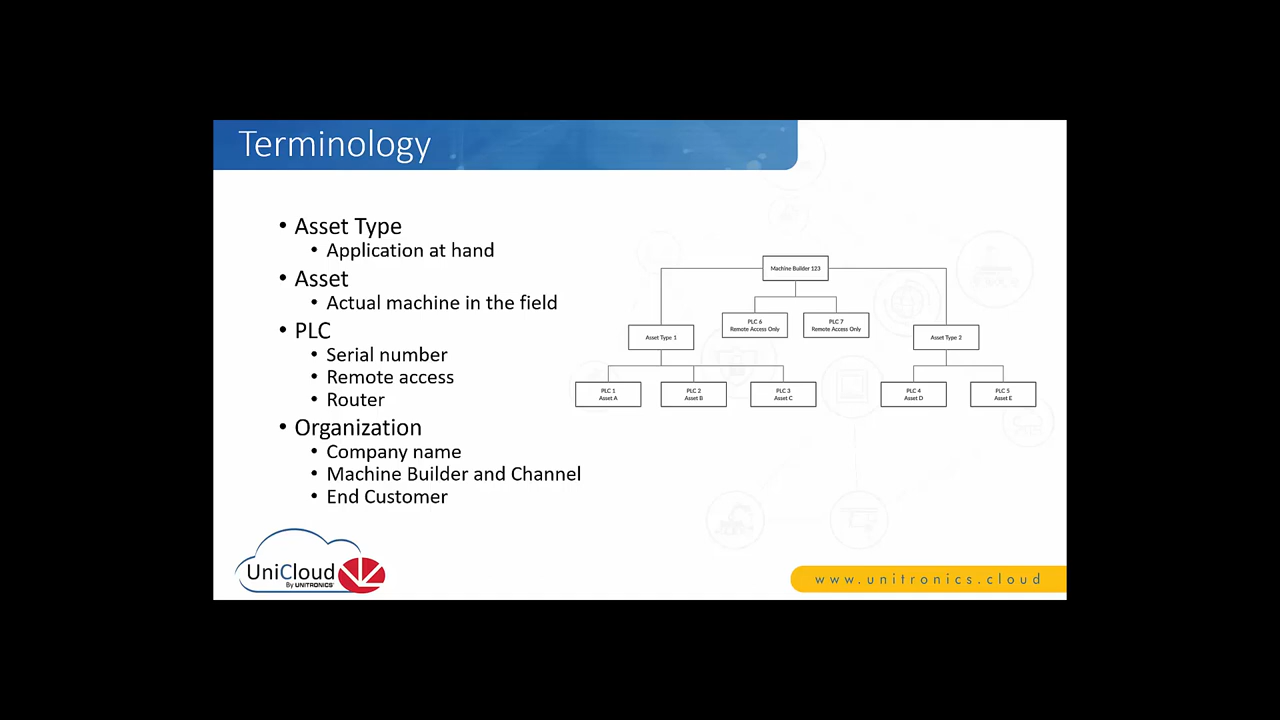 Terminology
• Asset Type
• Application at hand
• Asset
• Actual machine in the field
• PLC
• Serial number
• Remote access
• Router
• Organization
• Company name
• Machine Builder and Channel
• End Customer
Machine Builder 123
PLC 6
Remote Access Only
PLC 7
Remote Access Only
Asset Type 1
Asset Type 2
PLC 1
Asset A
PLC 2
Asset B
PLC 3
Asset C
PLC 4
Asset D
PLC 5
Asset E
UniCloud
By UNITRONICS
www.unitronics.cloud